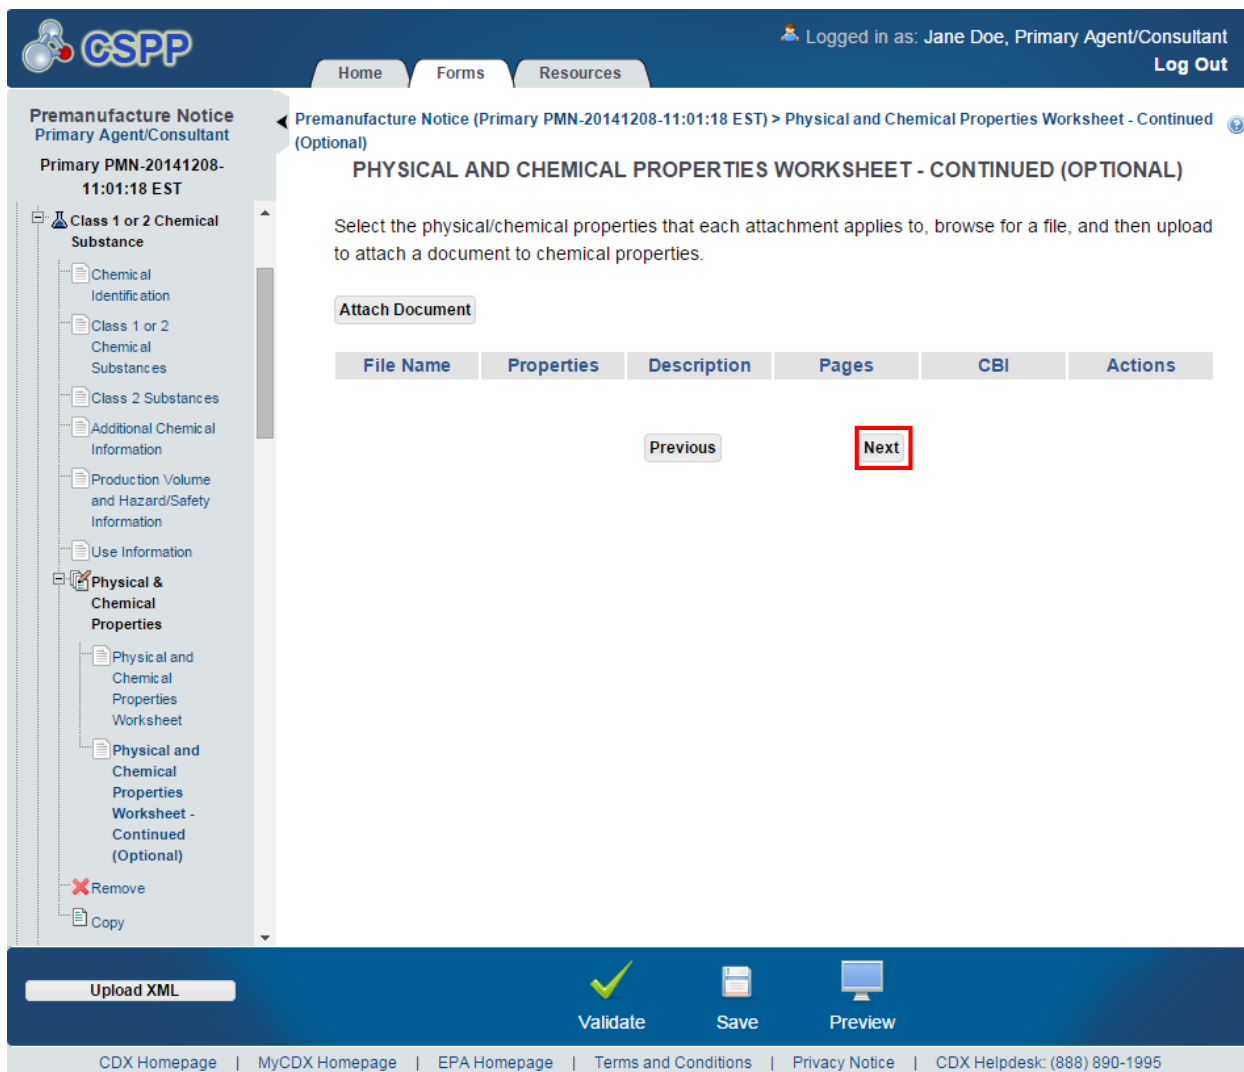 CSPP
Logged in as: Jane Doe, Primary Agent/Consultant
Log Out
Home Forms Resources
Premanufacture Notice
Primary Agent/Consultant
Primary PMN-20141208-
11:01:18 EST
Class 1 or 2 Chemical
Substance
Chemical
Identification
Class 1 or 2
Chemical
Substances
Class 2 Substances
Additional Chemical
Information
Production Volume
and Hazard/Safety
Information
Use Information
Physical &
Chemical
Properties
Physical and
Chemical
Properties
Worksheet
Physical and
Chemical
Properties
Worksheet -
Continued
(Optional)
Remove
Copy
Premanufacture Notice (Primary PMN-20141208-11:01:18 EST) > Physical and Chemical Properties Worksheet - Continued
(Optional)
PHYSICAL AND CHEMICAL PROPERTIES WORKSHEET - CONTINUED (OPTIONAL)
Select the physical/chemical properties that each attachment applies to, browse for a file, and then upload
to attach a document to chemical properties.
Attach Document
File Name Properties Description Pages CBI Actions
Previous Next
Upload XML
Validate Save Preview
CDX Homepage | MyCDX Homepage | EPA Homepage | Terms and Conditions | Privacy Notice | CDX Helpdesk: (888) 890-1995